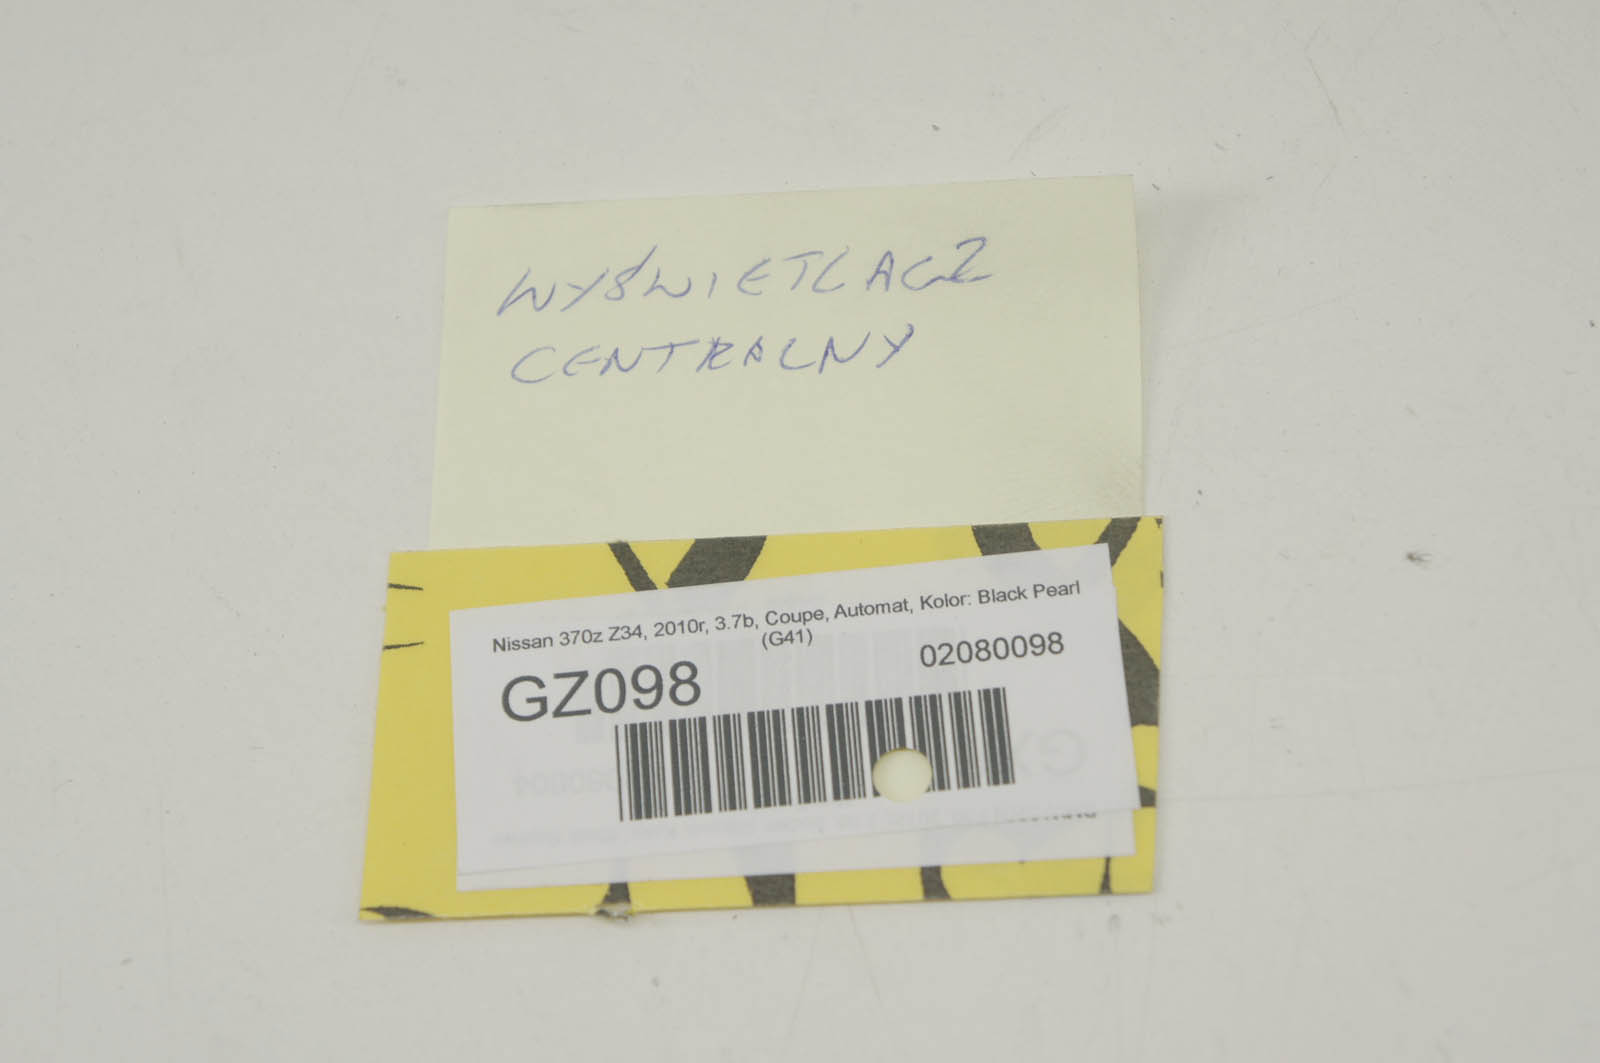 WYŚWIETLACZ
CENTRALNY
Nissan 370z Z34, 2010r, 3.7b, Coupe, Automat, Kolor: Black Pearl
(G41)
GZ098
02080098